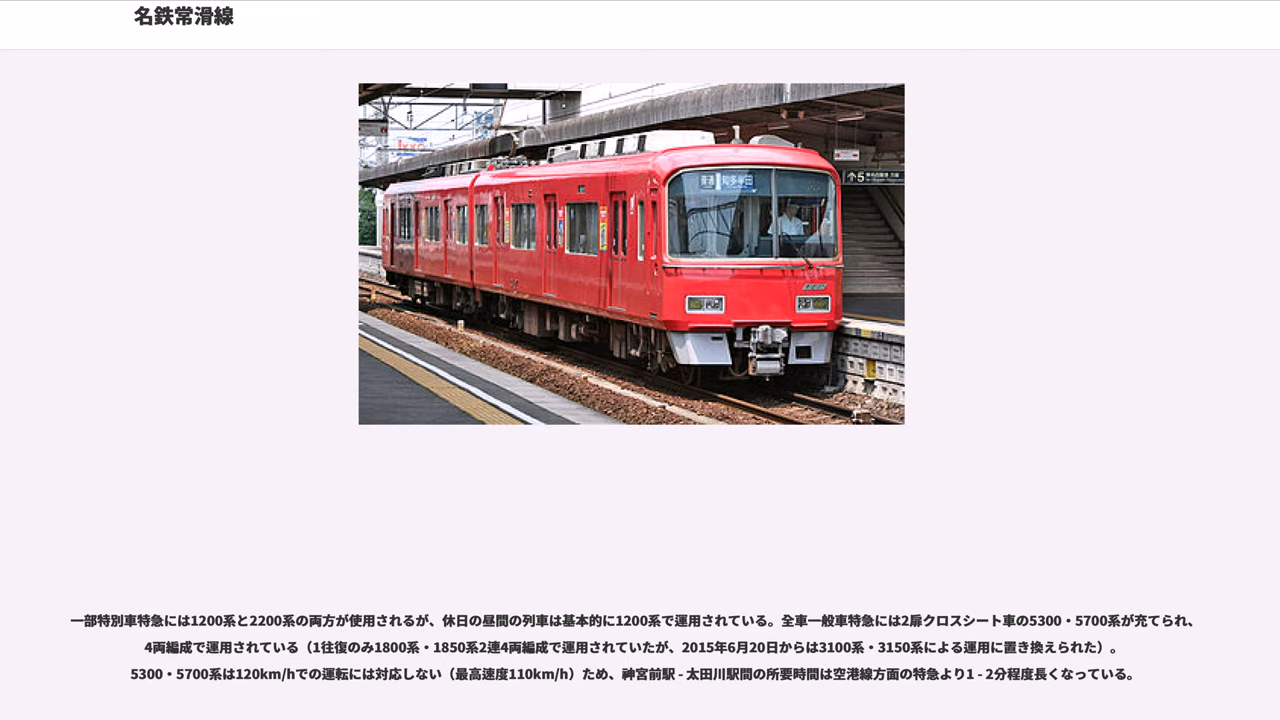 名鉄常滑線
普通 知多半田
5
一部特別車特急には1200系と2200系の両方が使用されるが、休日の昼間の列車は基本的に1200系で運用されている。全車一般車特急には2扉クロスシート車の5300・5700系が充てられ、
4両編成で運用されている（1往復のみ1800系・1850系2連4両編成で運用されていたが、2015年6月20日からは3100系・3150系による運用に置き換えられた）。
5300・5700系は120km/hでの運転には対応しない（最高速度110km/h）ため、神宮前駅 - 太田川駅間の所要時間は空港線方面の特急より1 - 2分程度長くなっている。